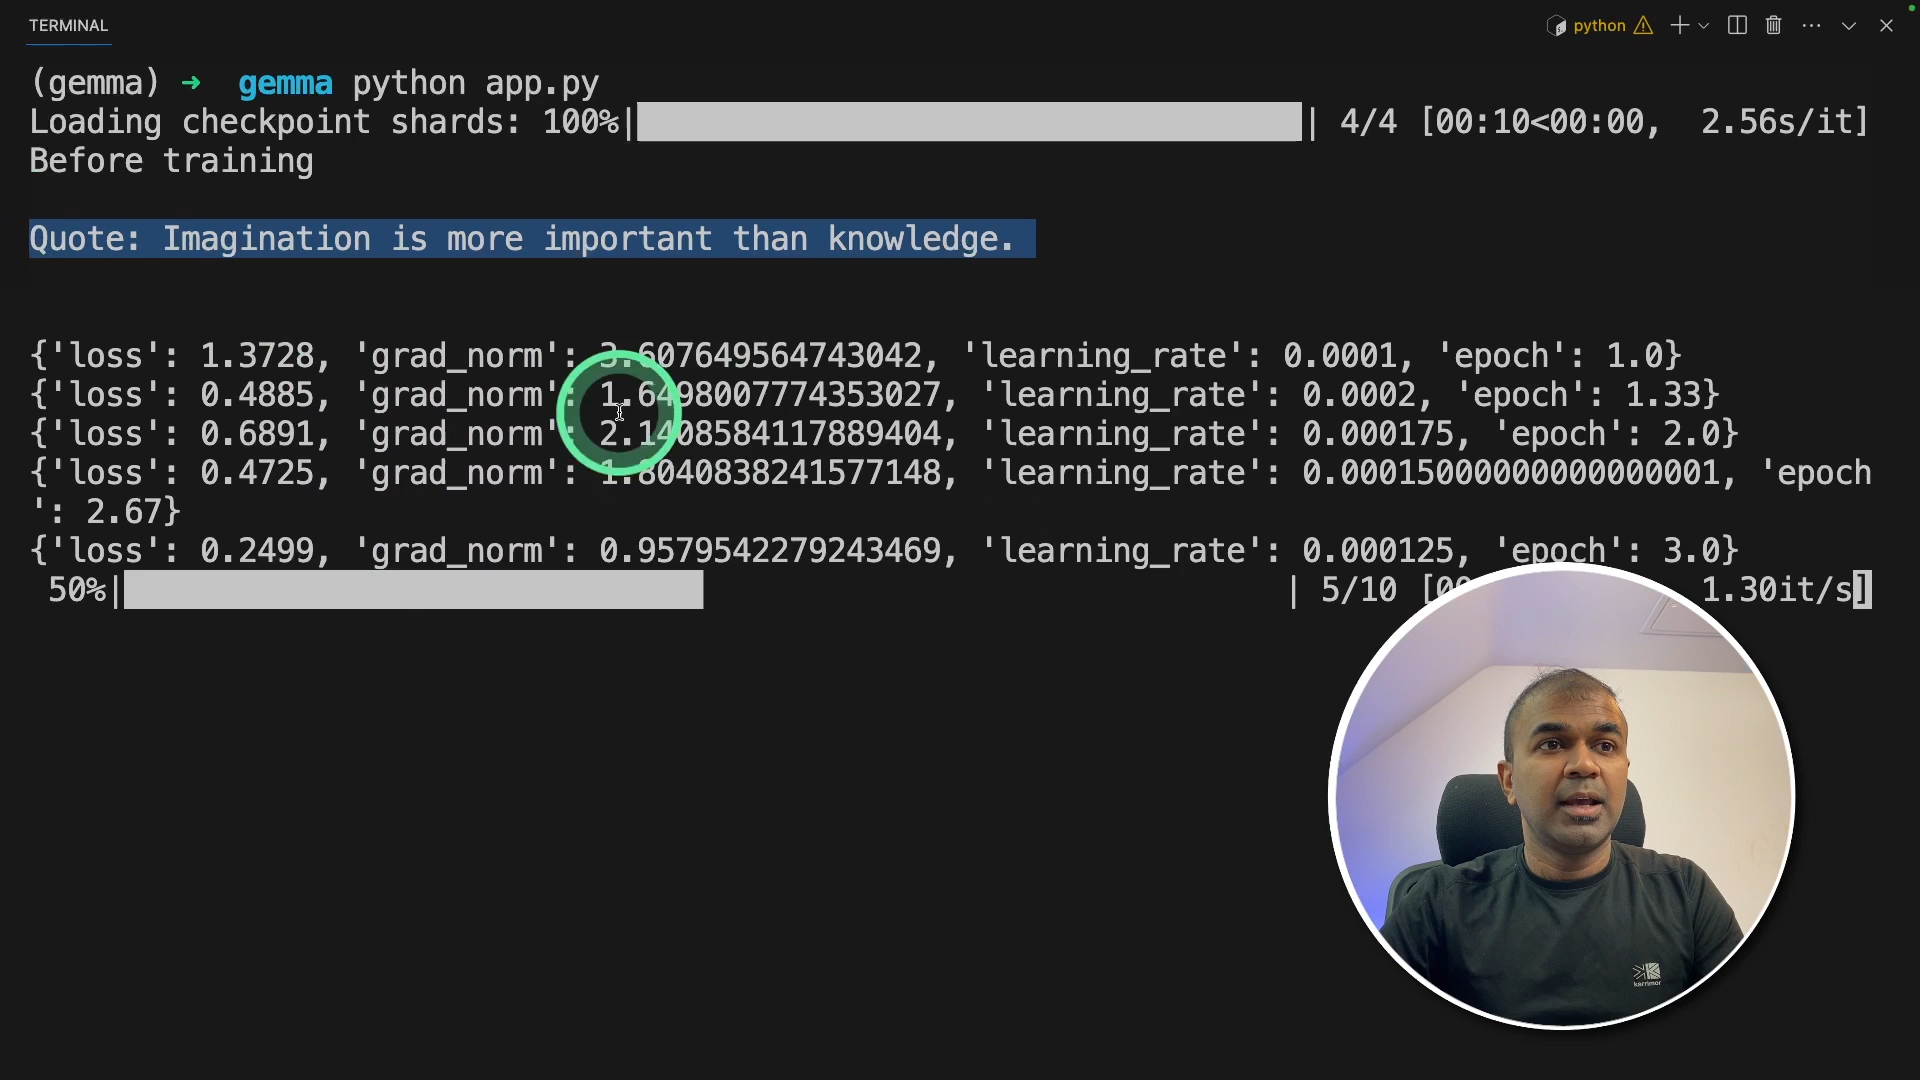 TERMINAL
python
(gemma) → gemma python app.py
Loading checkpoint shards: 100%| | 4/4 [00:10<00:00, 2.56s/it]
Before training
Quote: Imagination is more important than knowledge.
{'loss': 1.3728, 'grad_norm': 3.607649564743042, 'learning_rate': 0.0001, 'epoch': 1.0}
{'loss': 0.4885, 'grad_norm': 1.6498007774353027, 'learning_rate': 0.0002, 'epoch': 1.33}
{'loss': 0.6891, 'grad_norm': 2.1408584117889404, 'learning_rate': 0.000175, 'epoch': 2.0}
{'loss': 0.4725, 'grad_norm': 1.8040838241577148, 'learning_rate': 0.00015000000000000001, 'epoch
': 2.67}
{'loss': 0.2499, 'grad_norm': 0.9579542279243469, 'learning_rate': 0.000125, 'epoch': 3.0}
50%| | 5/10 [00 1.30it/s]
karrimor